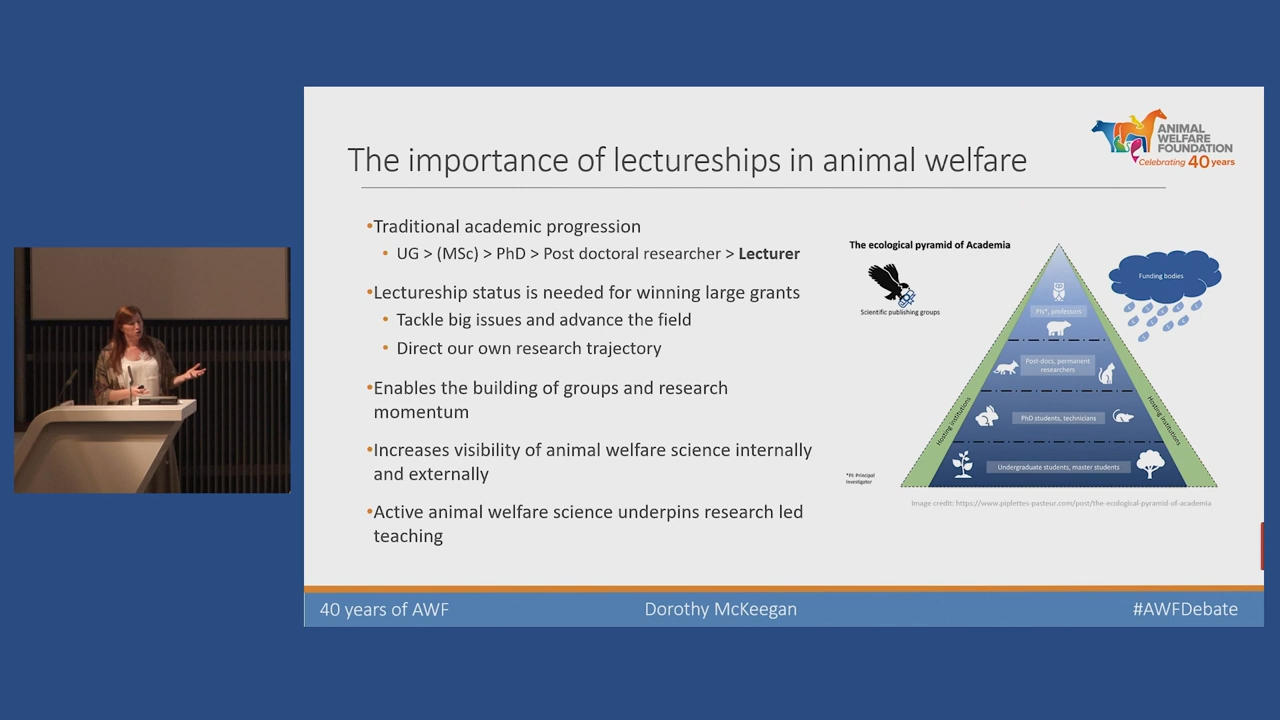 ANIMAL
WELFARE
FOUNDATION
Celebrating 40 years
The importance of lectureships in animal welfare
•Traditional academic progression
• UG > (MSc) > PhD > Post doctoral researcher > Lecturer
•Lectureship status is needed for winning large grants
• Tackle big issues and advance the field
• Direct our own research trajectory
•Enables the building of groups and research
momentum
•Increases visibility of animal welfare science internally
and externally
•Active animal welfare science underpins research led
teaching
The ecological pyramid of Academia
Scientific publishing groups
Funding bodies
PIs*, professors
Post-docs, permanent
researchers
PhD students, technicians
Undergraduate students, master students
Hosting institutions
Hosting institutions
*PI: Principal
Investigator
Image credit: https://www.piplettes-pasteur.com/post/the-ecological-pyramid-of-academia
40 years of AWF
Dorothy McKeegan
#AWFDebate